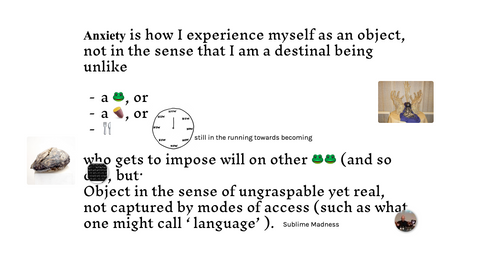 Anxiety is how I experience myself as an object,
not in the sense that I am a destinal being
unlike
- a 🐸, or
- a 🍠, or
- 🍴
still in the running towards becoming
who gets to impose will on other 🐸🐸 (and so
, but
Object in the sense of ungraspable yet real,
not captured by modes of access (such as what
one might call ‘ language’ ).
Sublime Madness